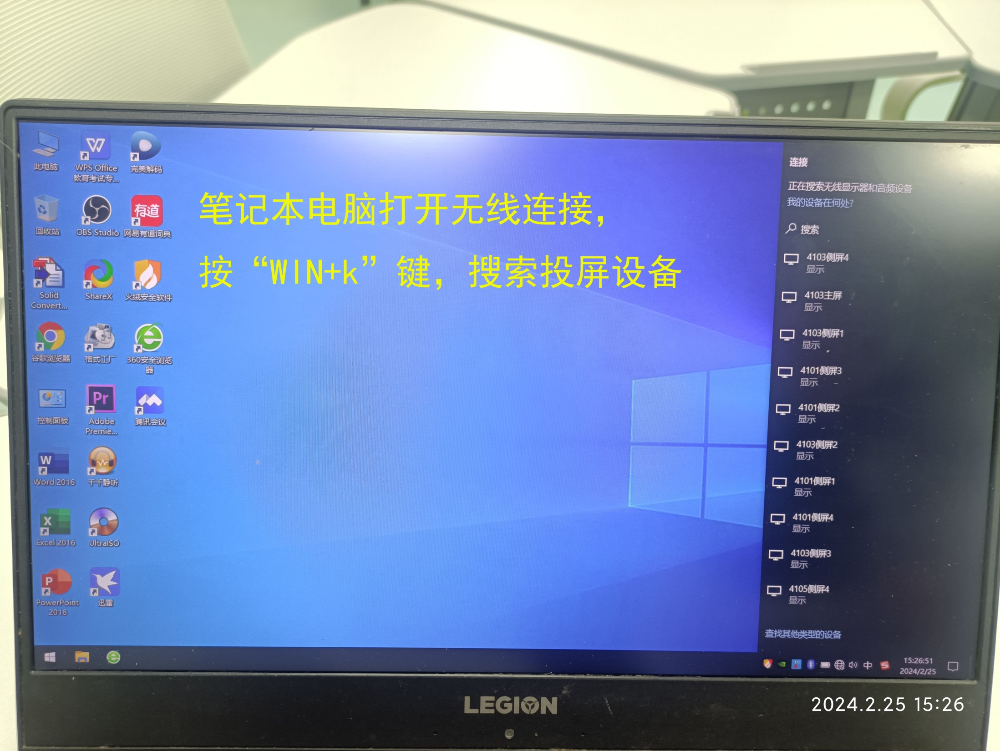 此电脑
WPS Office
教育考试专...
完美解码
回收站
OBS Studio
有道
网易有道词典
Solid
Convert...
ShareX
火绒安全软件
谷歌浏览器
格式工厂
360安全浏览
器
控制面板
Pr
Adobe
Premie...
腾讯会议
W
Word 2016
千千静听
X
Excel 2016
UltraISO
P
PowerPoint
2016
迅雷
笔记本电脑打开无线连接，
按“WIN+k”键，搜索投屏设备
连接
正在搜索无线显示器和音频设备
我的设备在何处?
搜索
4103侧屏4
显示
4103主屏
显示
4103侧屏1
显示
4101侧屏3
显示
4101侧屏2
显示
4103侧屏2
显示
4101侧屏1
显示
4101侧屏4
显示
4103侧屏3
显示
4105侧屏4
显示
查找其他类型的设备
中
S
15:26:51
2024/2/25
LEGION
2024.2.25 15:26